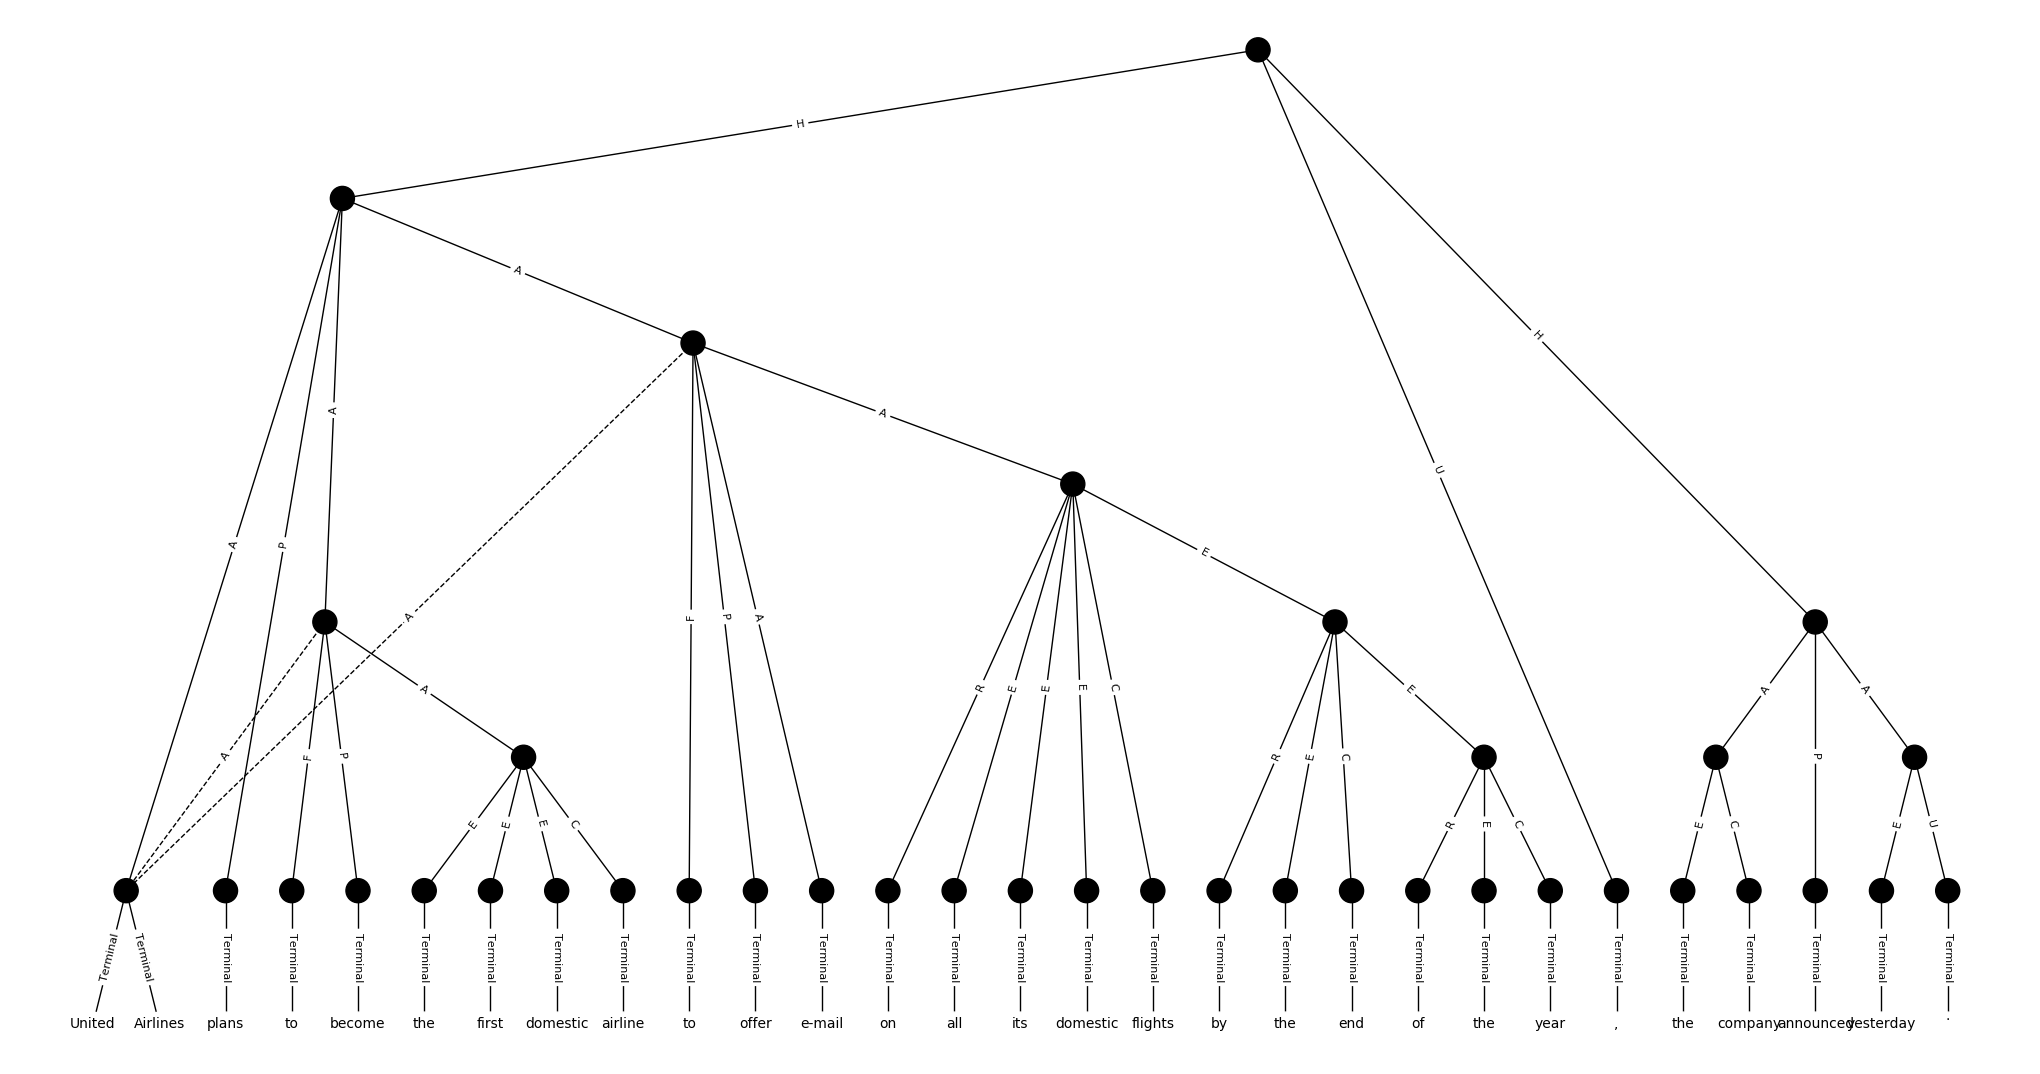 H
A
H
A
A
U
A
A
P
E
A
F
P
A
A
R
E
E
E
C
E
A
A
A
F
P
R
E
C
P
E
E
E
C
R
E
C
E
C
E
U
Terminal Terminal Terminal Terminal Terminal Terminal Terminal Terminal Terminal Terminal Terminal Terminal Terminal Terminal Terminal Terminal Terminal Terminal Terminal Terminal Terminal Terminal Terminal Terminal Terminal Terminal Terminal Terminal Terminal
United Airlines plans to become the first domestic airline to offer e-mail on all its domestic flights by the end of the year , the company announced yesterday .